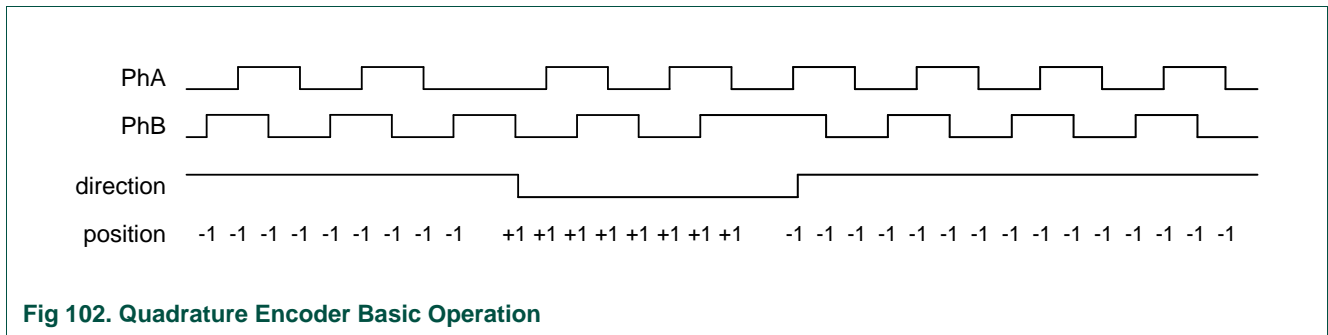 PhA
PhB
direction
position -1 -1 -1 -1 -1 -1 -1 -1 -1 +1 +1 +1 +1 +1 +1 +1 +1 -1 -1 -1 -1 -1 -1 -1 -1 -1 -1 -1 -1 -1 -1 -1
Fig 102. Quadrature Encoder Basic Operation